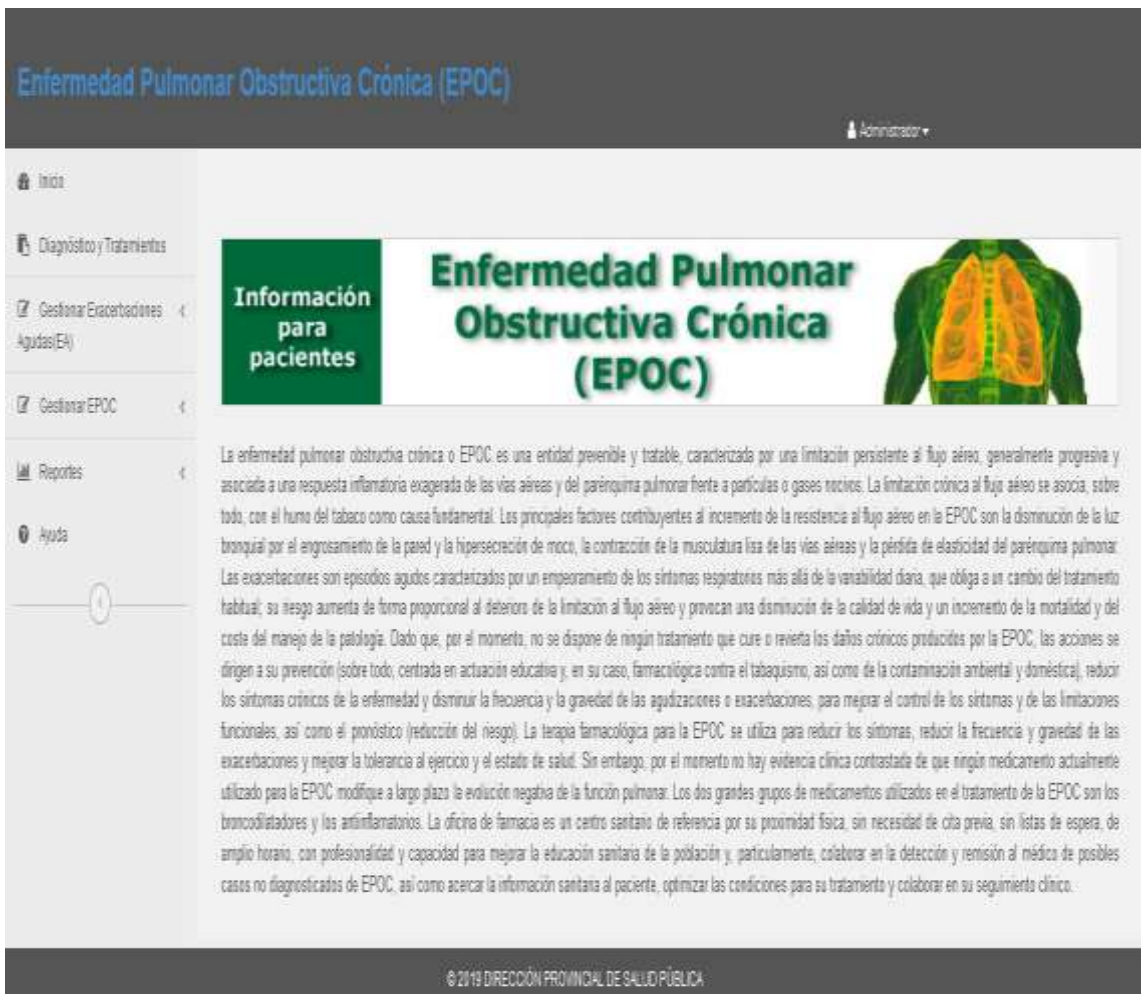 Enfermedad Pulmonar Obstructiva Crónica (EPOC)
Administrador
Inicio
Diagnóstico y Tratamientos
Gestionar Exacerbaciones
Agudas(EA)
Gestionar EPOC
Reportes
Ayuda
Información
para
pacientes
Enfermedad Pulmonar
Obstructiva Crónica
(EPOC)
La enfermedad pulmonar obstructiva crónica o EPOC es una entidad prevenible y tratable, caracterizada por una limitación persistente al flujo aéreo, generalmente progresiva y
asociada a una respuesta inflamatoria exagerada de las vías aéreas y del parénquima pulmonar frente a partículas o gases nocivos. La limitación crónica al flujo aéreo se asocia, sobre
todo, con el humo del tabaco como causa fundamental. Los principales factores contribuyentes al incremento de la resistencia al flujo aéreo en la EPOC son la disminución de la luz
bronquial por el engrosamiento de la pared y la hipersecreción de moco, la contracción de la musculatura lisa de las vías aéreas y la pérdida de elasticidad del parénquima pulmonar.
Las exacerbaciones son episodios agudos caracterizados por un empeoramiento de los síntomas respiratorios más allá de la variabilidad diaria, que obliga a un cambio del tratamiento
habitual; su riesgo aumenta de forma proporcional al deterioro de la limitación al flujo aéreo y provocan una disminución de la calidad de vida y un incremento de la mortalidad y del
coste del manejo de la patología. Dado que, por el momento, no se dispone de ningún tratamiento que cure o revierta los daños crónicos producidos por la EPOC, las acciones se
dirigen a su prevención (sobre todo, centrada en actuación educativa y, en su caso, farmacológica contra el tabaquismo, así como de la contaminación ambiental y doméstica), reducir
los síntomas crónicos de la enfermedad y disminuir la frecuencia y la gravedad de las agudizaciones o exacerbaciones, para mejorar el control de los síntomas y de las limitaciones
funcionales, así como el pronóstico (reducción del riesgo). La terapia farmacológica para la EPOC se utiliza para reducir los síntomas, reducir la frecuencia y gravedad de las
exacerbaciones y mejorar la tolerancia al ejercicio y el estado de salud. Sin embargo, por el momento no hay evidencia clínica contrastada de que ningún medicamento actualmente
utilizado para la EPOC modifique a largo plazo la evolución negativa de la función pulmonar. Los dos grandes grupos de medicamentos utilizados en el tratamiento de la EPOC son los
broncodilatadores y los antiinflamatorios. La oficina de farmacia es un centro sanitario de referencia por su proximidad física, sin necesidad de cita previa, sin listas de espera, de
amplio horario, con profesionalidad y capacidad para mejorar la educación sanitaria de la población y, particularmente, colaborar en la detección y remisión al médico de posibles
casos no diagnosticados de EPOC, así como acercar la información sanitaria al paciente, optimizar las condiciones para su tratamiento y colaborar en su seguimiento clínico.
© 2019 DIRECCIÓN PROVINCIAL DE SALUD PÚBLICA